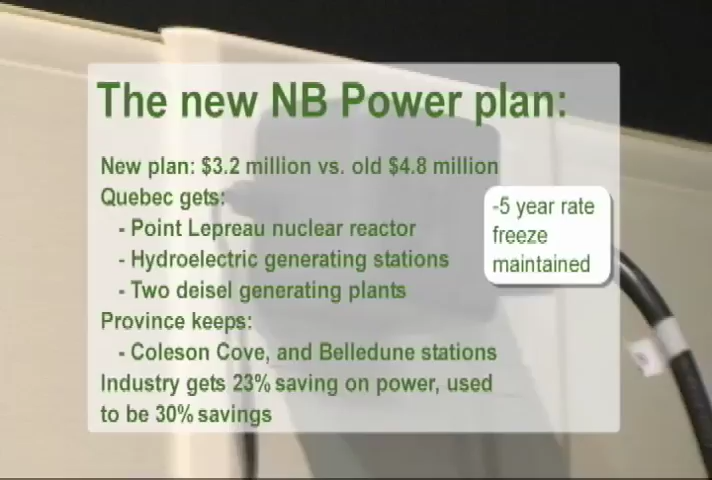 The new NB Power plan:
New plan: $3.2 million vs. old $4.8 million
Quebec gets:
- Point Lepreau nuclear reactor
- Hydroelectric generating stations
- Two deisel generating plants
Province keeps:
- Coleson Cove, and Belledune stations
Industry gets 23% saving on power, used
to be 30% savings
-5 year rate
freeze
maintained